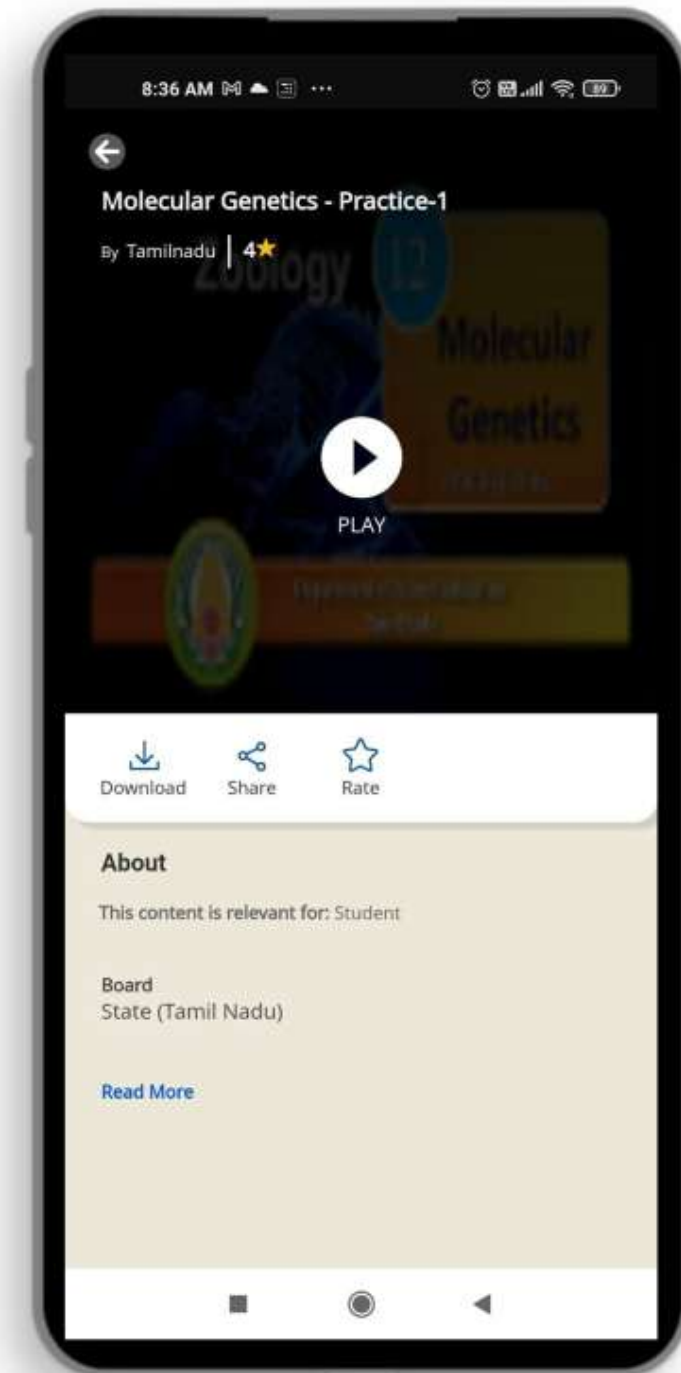 8:36 AM ...
89
Molecular Genetics - Practice-1
By Tamilnadu | 4★
Zoology
12
Molecular
Genetics
PLAY
Download Share Rate
About
This content is relevant for: Student
Board
State (Tamil Nadu)
Read More